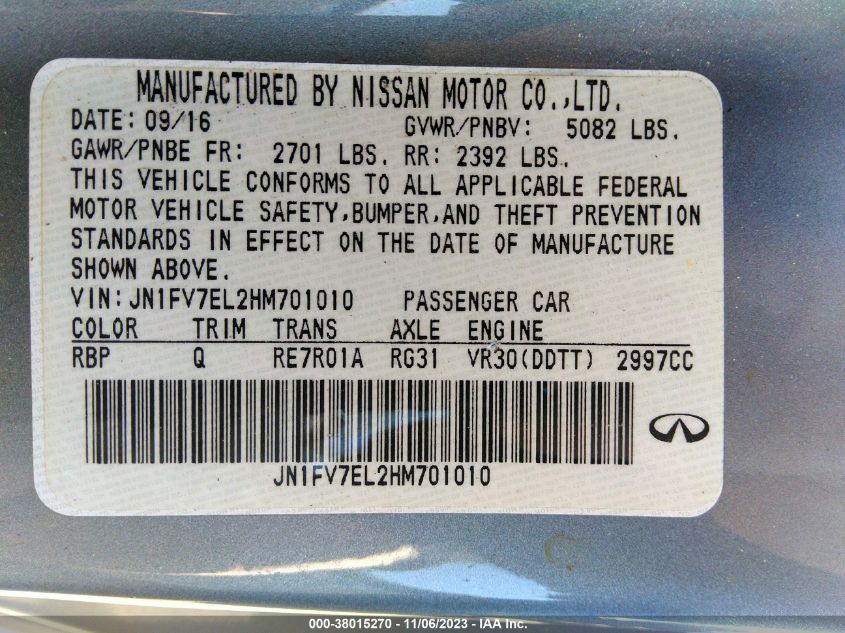 MANUFACTURED BY NISSAN MOTOR CO.,LTD.
DATE: 09/16 GVWR/PNBV: 5082 LBS.
GAWR/PNBE FR: 2701 LBS. RR: 2392 LBS.
THIS VEHICLE CONFORMS TO ALL APPLICABLE FEDERAL
MOTOR VEHICLE SAFETY,BUMPER,AND THEFT PREVENTION
STANDARDS IN EFFECT ON THE DATE OF MANUFACTURE
SHOWN ABOVE.
VIN: JN1FV7EL2HM701010 PASSENGER CAR
COLOR TRIM TRANS AXLE ENGINE
RBP Q RE7R01A RG31 VR30(DDTT) 2997CC
JN1FV7EL2HM701010
000-38015270 - 11/06/2023 - IAA Inc.